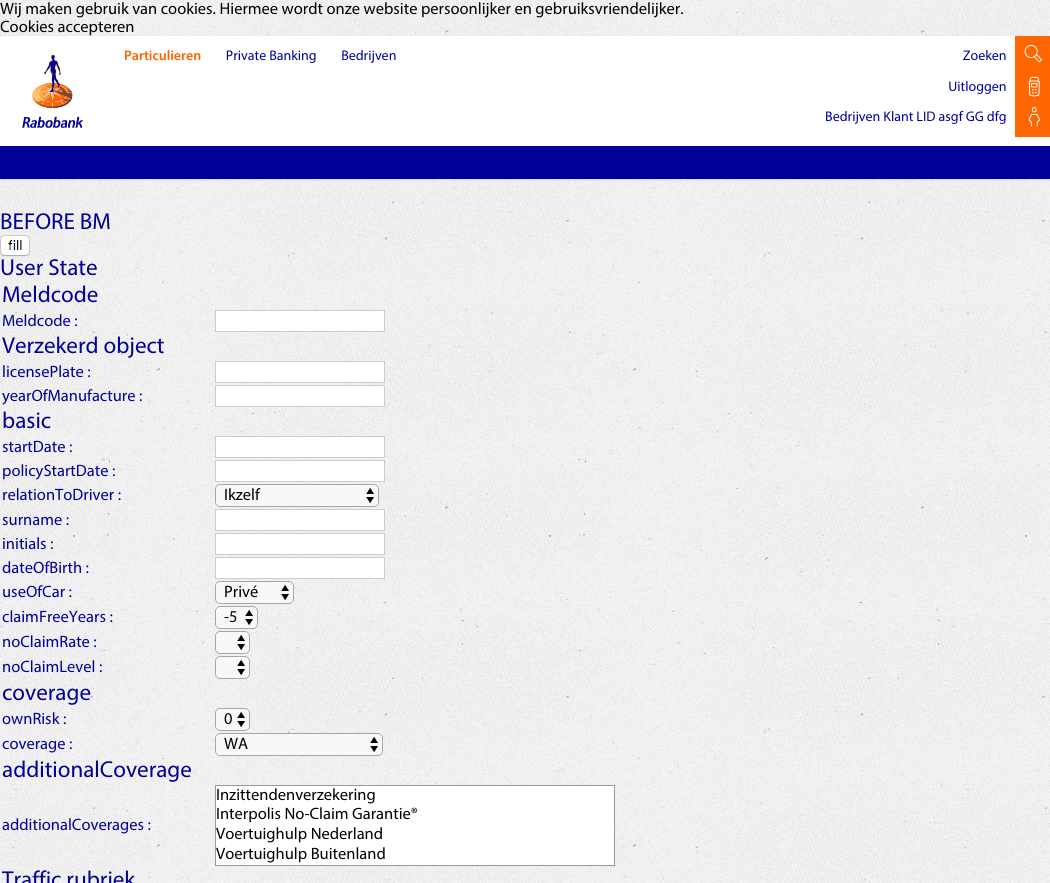 Wij maken gebruik van cookies. Hiermee wordt onze website persoonlijker en gebruiksvriendelijker.
Cookies accepteren
Particulieren Private Banking Bedrijven Zoeken
Uitloggen
Bedrijven Klant LID asgf GG dfg
Rabobank
BEFORE BM
fill
User State
Meldcode
Meldcode :
Verzekerd object
licensePlate :
yearOfManufacture :
basic
startDate :
policyStartDate :
relationToDriver : Ikzelf
surname :
initials :
dateOfBirth :
useOfCar : Privé
claimFreeYears : -5
noClaimRate :
noClaimLevel :
coverage
ownRisk : 0
coverage : WA
additionalCoverage
additionalCoverages :
Inzittendenverzekering
Interpolis No-Claim Garantie®
Voertuighulp Nederland
Voertuighulp Buitenland
Traffic rubriek